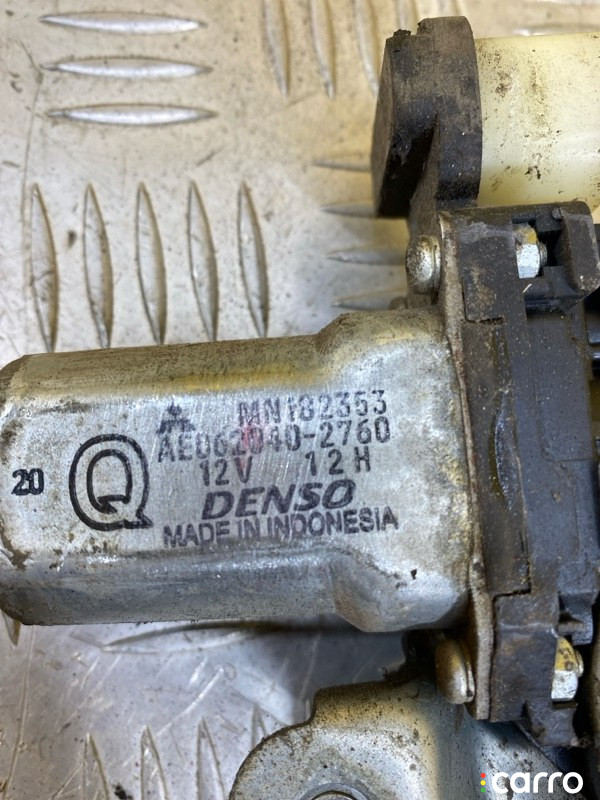 MN182353
AE062040-2760
20 Q 12V 12H
DENSO
MADE IN INDONESIA
carro